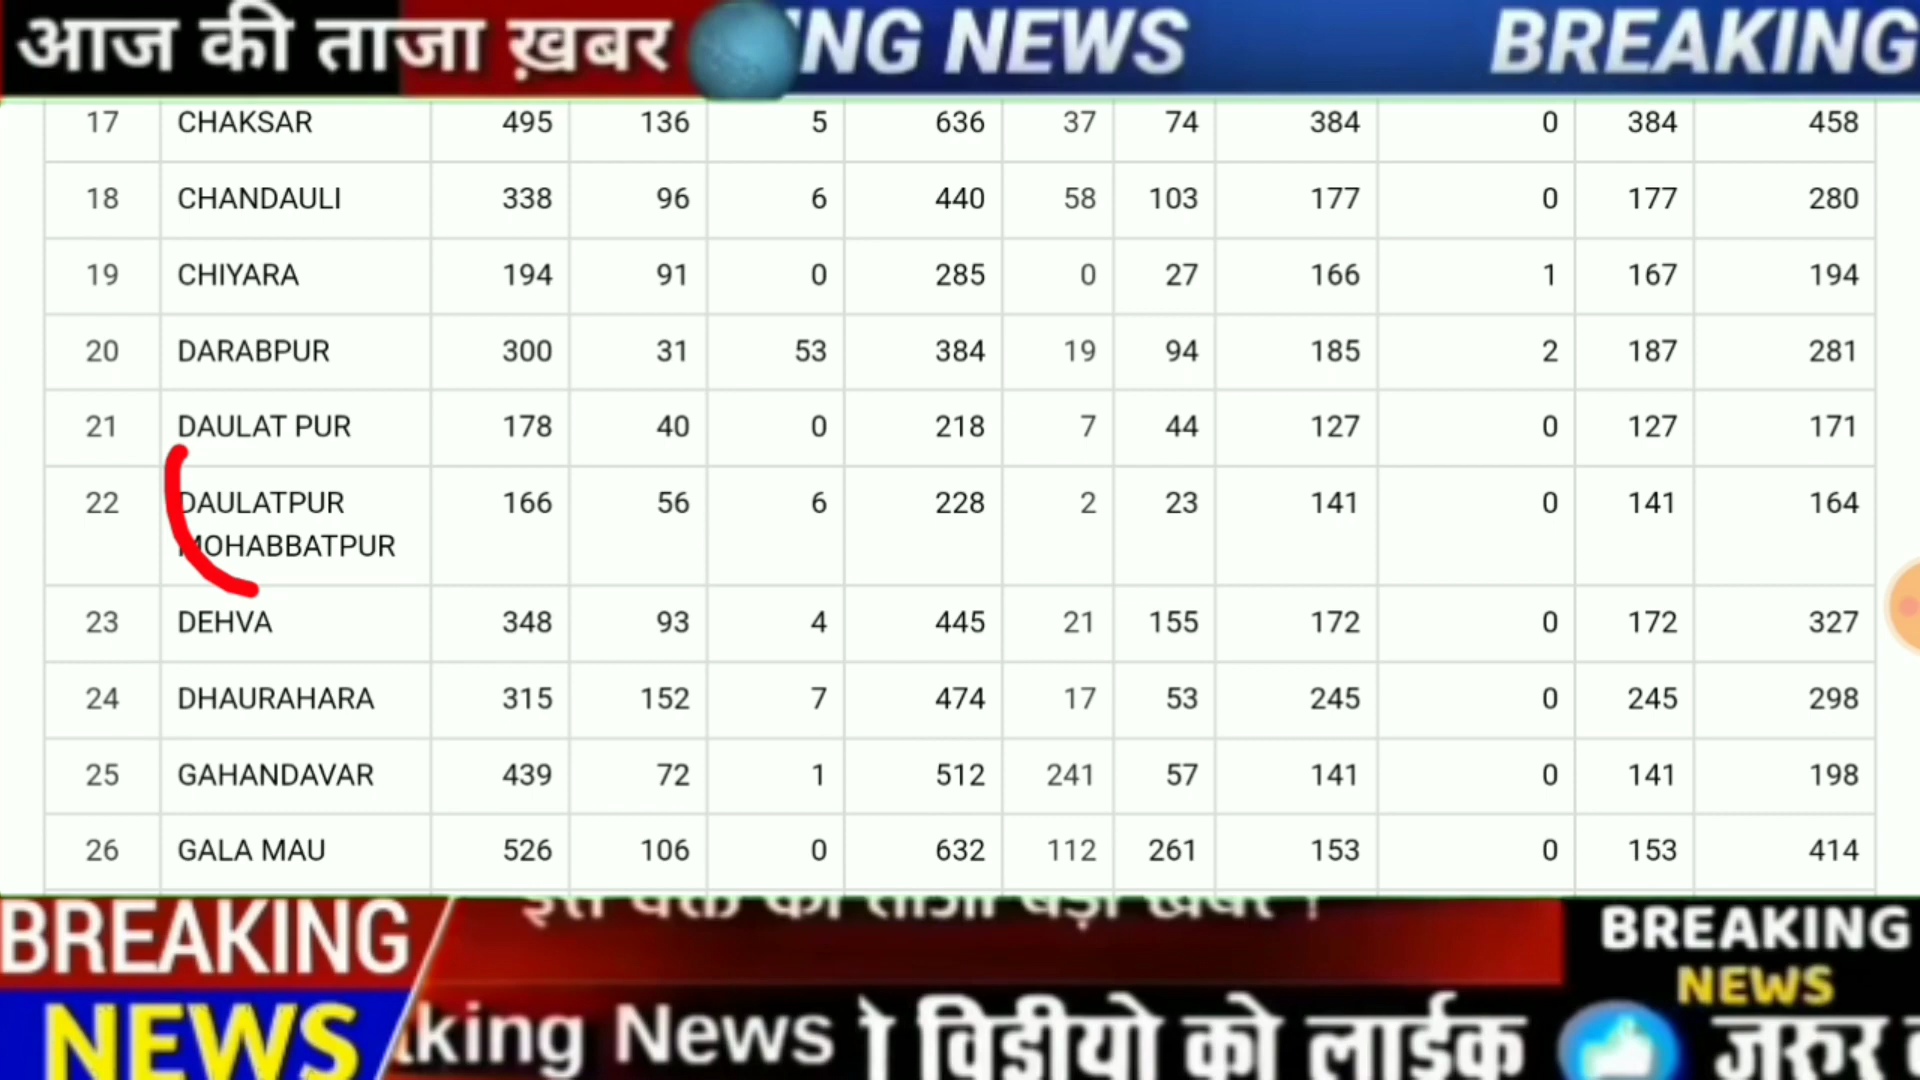 आज की ताजा ख़बर NG NEWS BREAKING
17 CHAKSAR 495 136 5 636 37 74 384 0 384 458
18 CHANDAULI 338 96 6 440 58 103 177 0 177 280
19 CHIYARA 194 91 0 285 0 27 166 1 167 194
20 DARABPUR 300 31 53 384 19 94 185 2 187 281
21 DAULAT PUR 178 40 0 218 7 44 127 0 127 171
22 DAULATPUR 166 56 6 228 2 23 141 0 141 164
MOHABBATPUR
23 DEHVA 348 93 4 445 21 155 172 0 172 327
24 DHAURAHARA 315 152 7 474 17 53 245 0 245 298
25 GAHANDAVAR 439 72 1 512 241 57 141 0 141 198
26 GALA MAU 526 106 0 632 112 261 153 0 153 414
BREAKING
NEWS
BREAKING
NEWS
king News विडीयो को लाईक जरुर